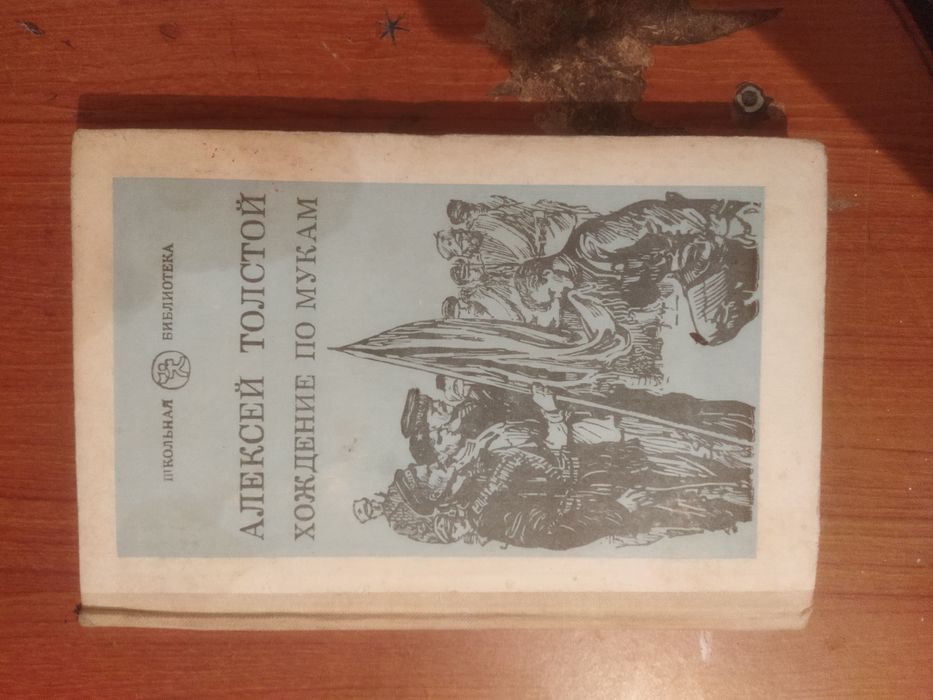 ШКОЛЬНАЯ БИБЛИОТЕКА
АЛЕКСЕЙ ТОЛСТОЙ
ХОЖДЕНИЕ ПО МУКАМ